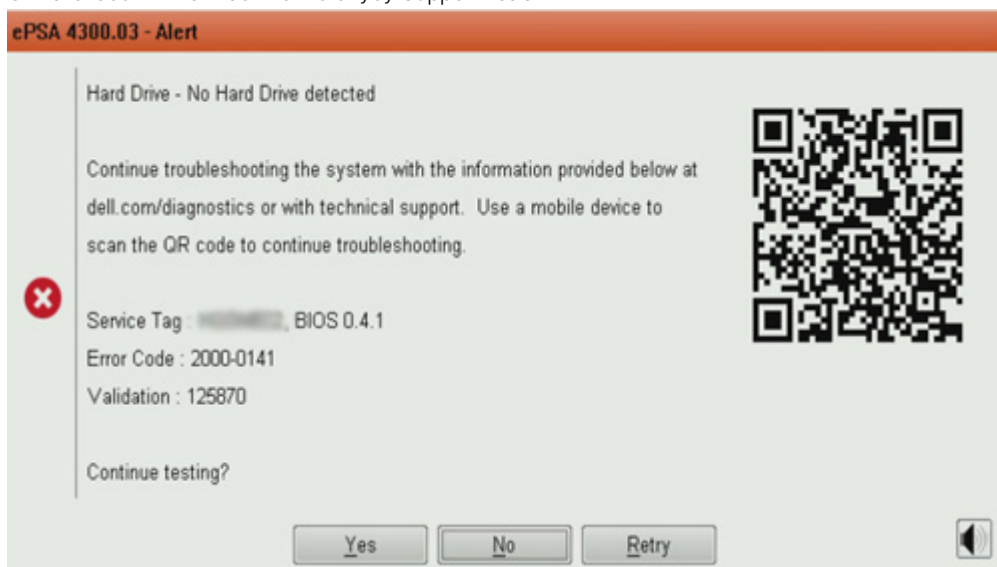 ePSA 4300.03 - Alert
Hard Drive - No Hard Drive detected
Continue troubleshooting the system with the information provided below at
dell.com/diagnostics or with technical support. Use a mobile device to
scan the QR code to continue troubleshooting.
Service Tag : , BIOS 0.4.1
Error Code : 2000-0141
Validation : 125870
Continue testing?
Yes No Retry